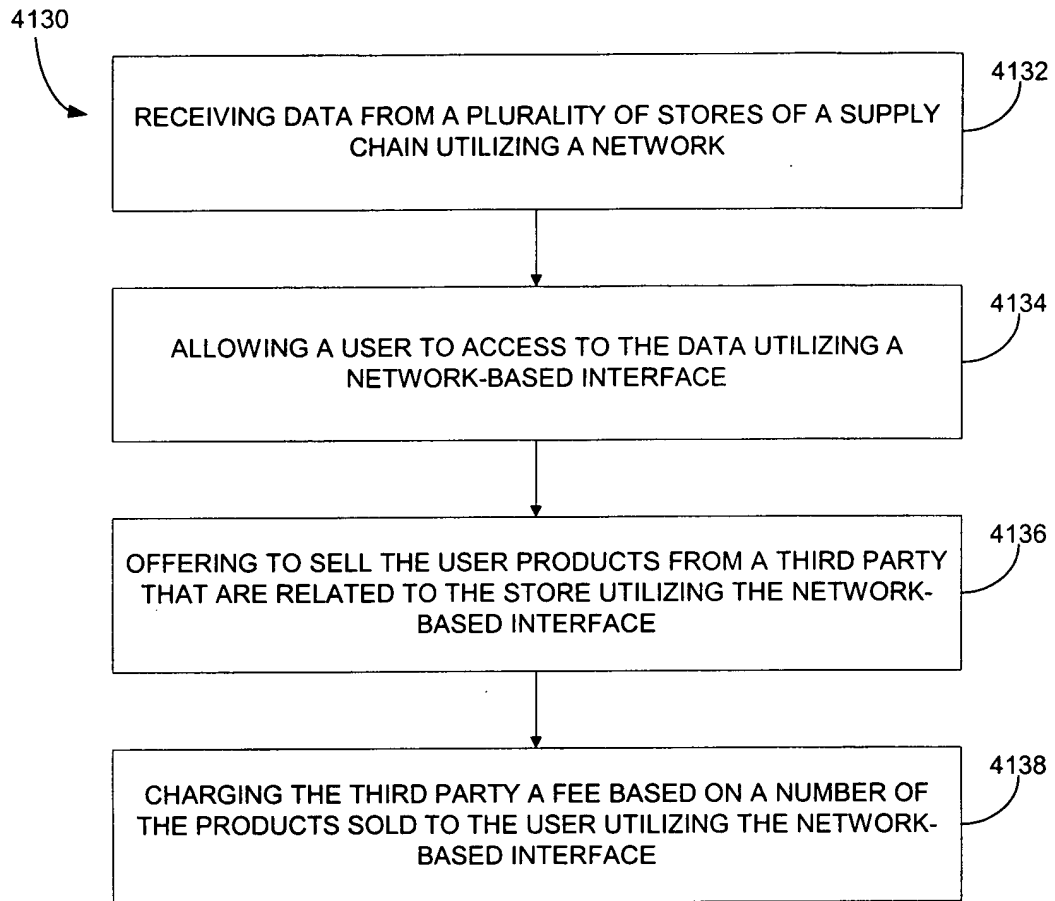 4130
4132
RECEIVING DATA FROM A PLURALITY OF STORES OF A SUPPLY
CHAIN UTILIZING A NETWORK
4134
ALLOWING A USER TO ACCESS TO THE DATA UTILIZING A
NETWORK-BASED INTERFACE
4136
OFFERING TO SELL THE USER PRODUCTS FROM A THIRD PARTY
THAT ARE RELATED TO THE STORE UTILIZING THE NETWORK-
BASED INTERFACE
4138
CHARGING THE THIRD PARTY A FEE BASED ON A NUMBER OF
THE PRODUCTS SOLD TO THE USER UTILIZING THE NETWORK-
BASED INTERFACE